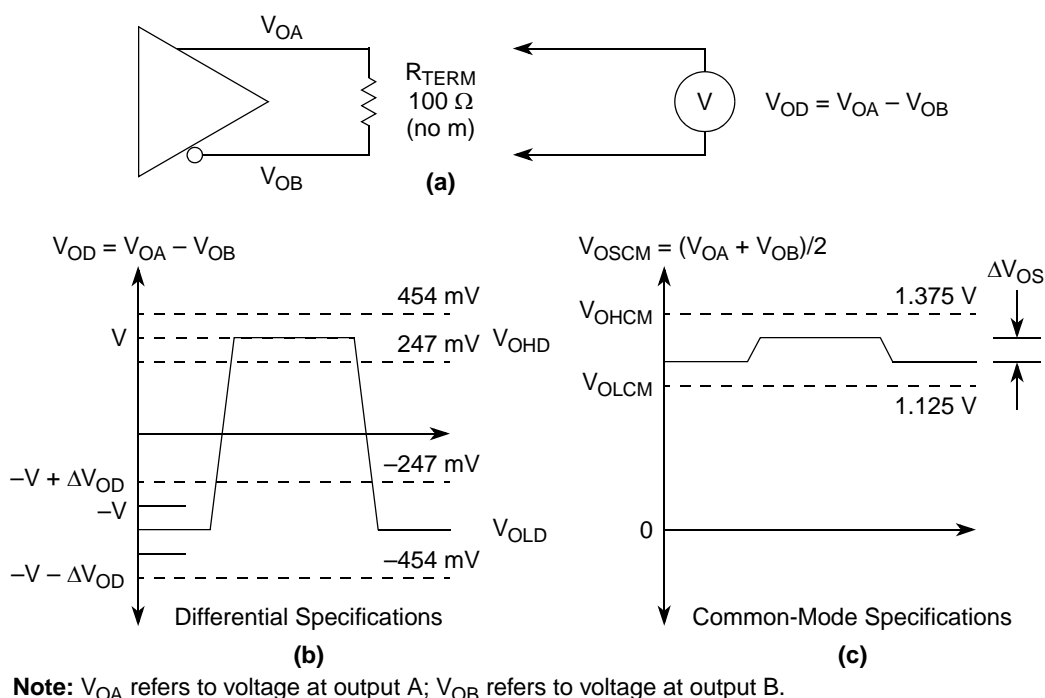 V_OA
R_TERM
100 Ω
(no m)
V
V_OD = V_OA – V_OB
V_OB
(a)
V_OD = V_OA – V_OB
454 mV
V
247 mV
V_OHD
–247 mV
–V + ΔV_OD
–V
V_OLD
–454 mV
–V – ΔV_OD
Differential Specifications
(b)
V_OSCM = (V_OA + V_OB)/2
ΔV_OS
1.375 V
V_OHCM
V_OLCM
1.125 V
0
Common-Mode Specifications
(c)
Note: V_OA refers to voltage at output A; V_OB refers to voltage at output B.